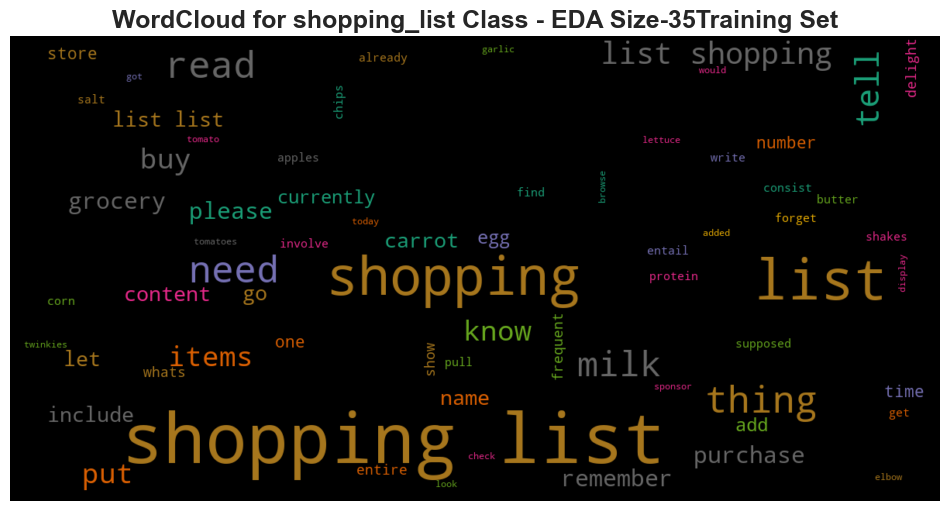 WordCloud for shopping_list Class - EDA Size-35Training Set
store
read
already
garlic
list shopping
would
tell
delight
got
salt
chips
list list
tomato
lettuce
number
buy
apples
write
grocery
please
currently
find
browse
consist
butter
today
forget
tomatoes
involve
carrot
egg
added
shakes
entail
need
shopping
list
protein
display
corn
content
go
know
frequent
twinkies
let
items
one
whats
show
pull
milk
supposed
sponsor
time
include
name
thing
get
add
shopping list
check
purchase
put
entire
look
remember
elbow